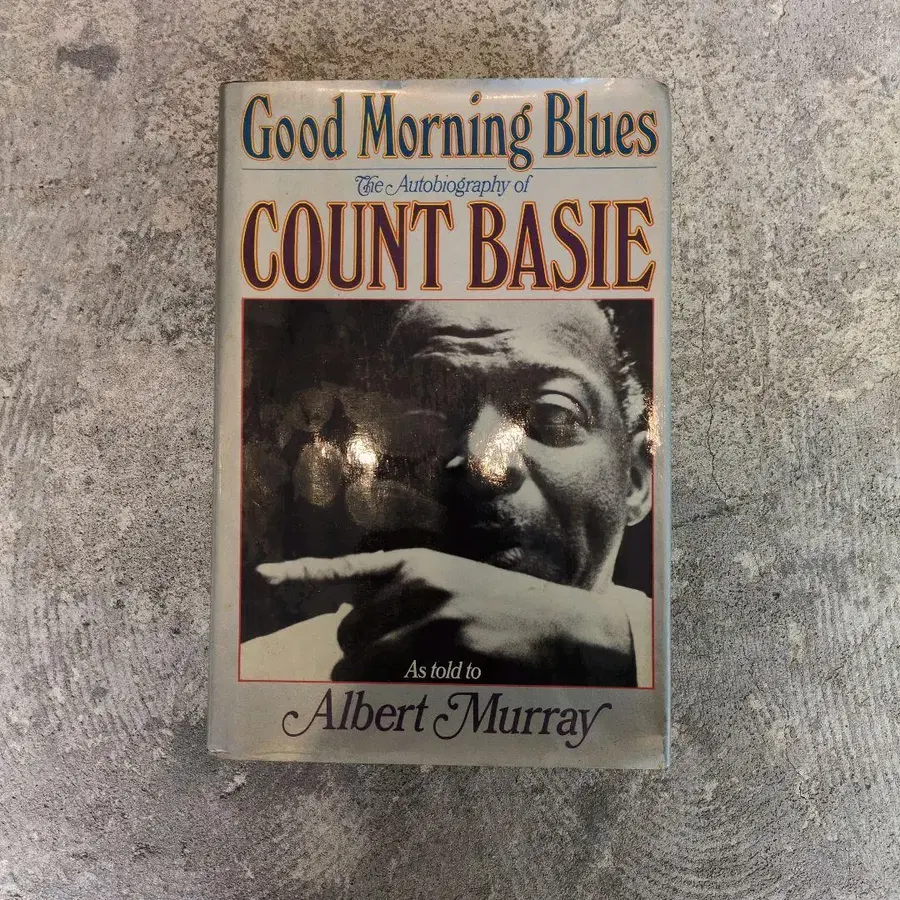 Good Morning Blues
The Autobiography of
COUNT BASIE
As told to
Albert Murray